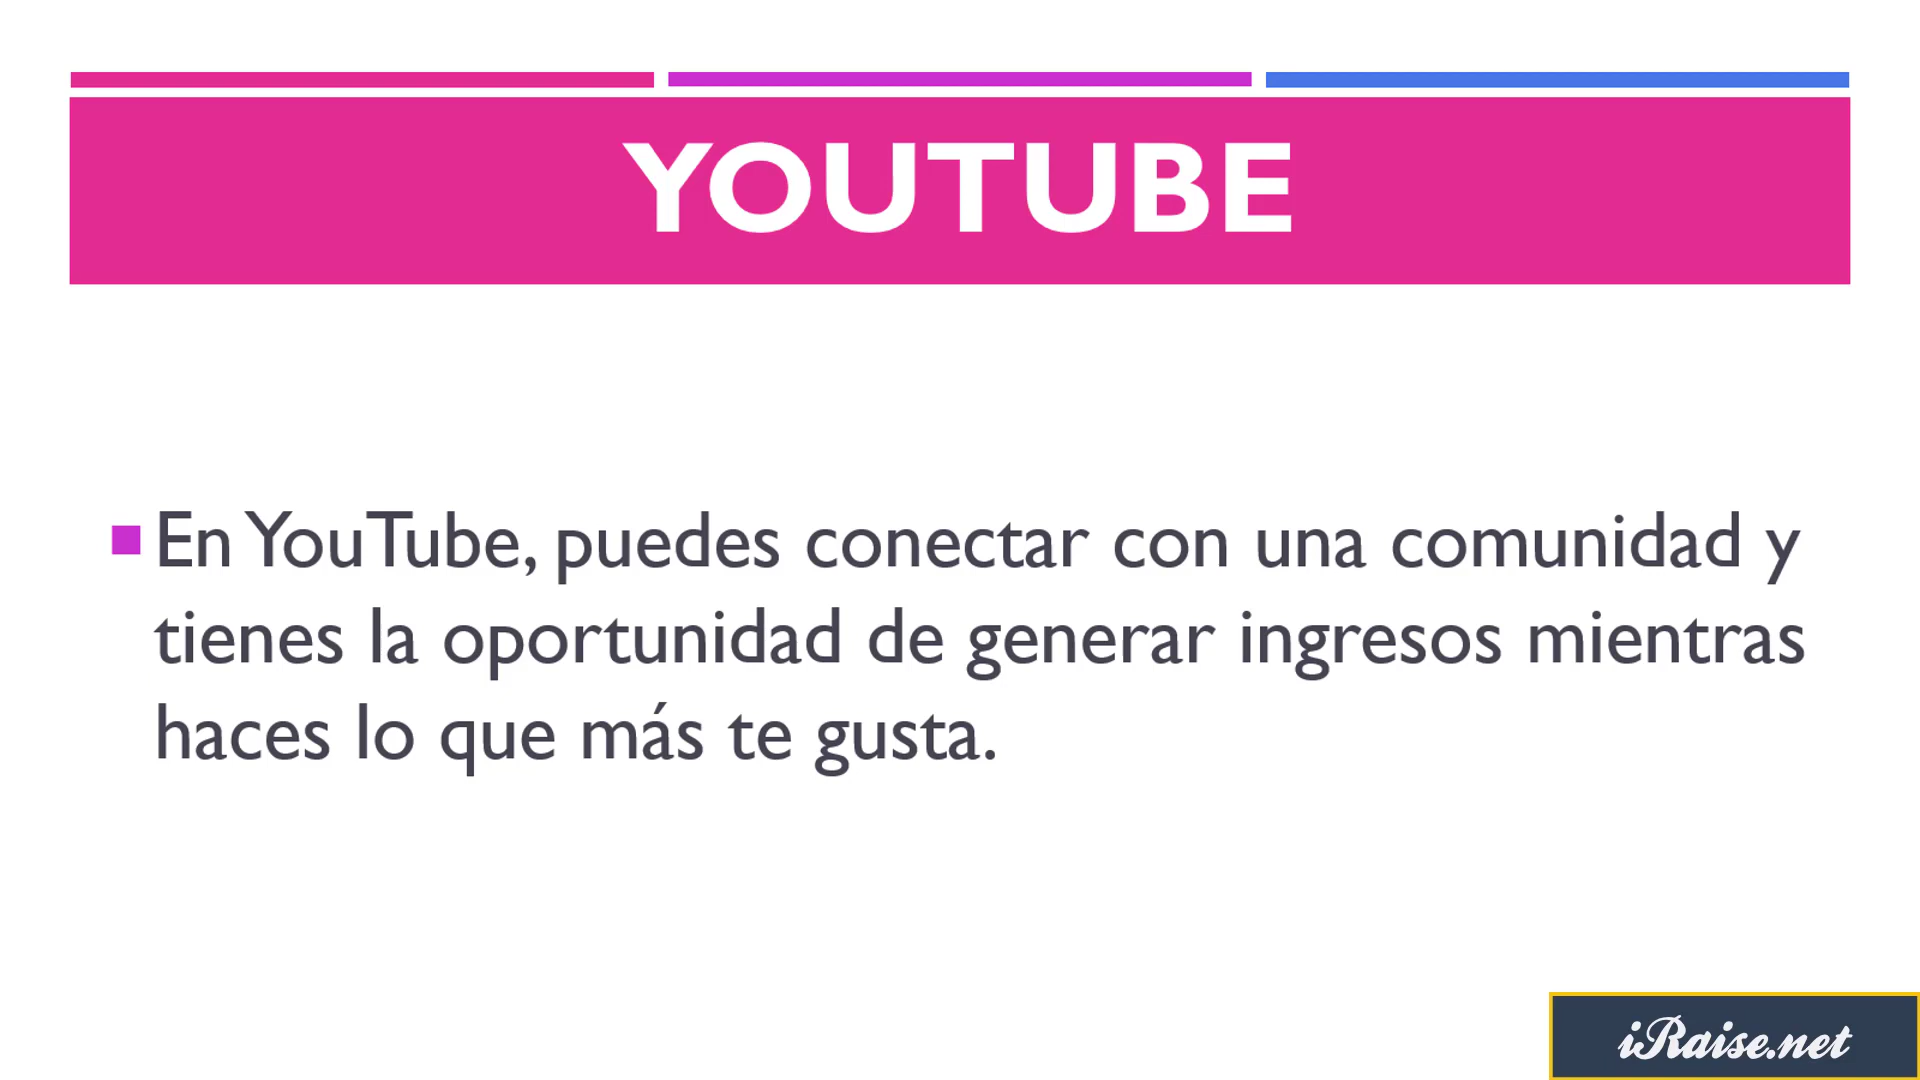 YOUTUBE
En YouTube, puedes conectar con una comunidad y
tienes la oportunidad de generar ingresos mientras
haces lo que más te gusta.
iRaise.net